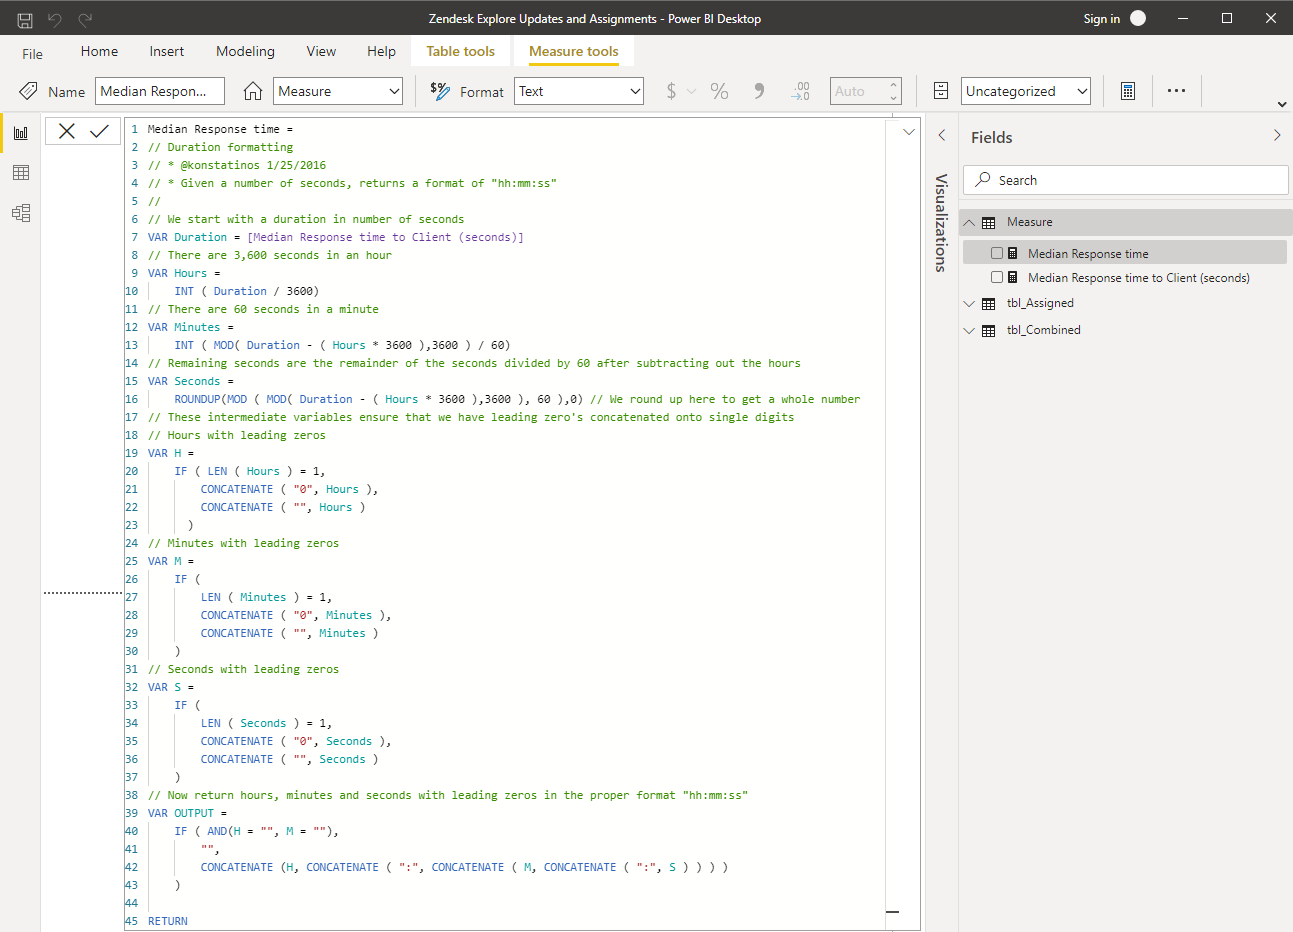 Zendesk Explore Updates and Assignments - Power BI Desktop
Sign in
File Home Insert Modeling View Help Table tools Measure tools
Name Median Respon... Measure Format Text $ % 9 .00 Auto Uncategorized
1 Median Response time =
2 // Duration formatting
3 // * @konstatinos 1/25/2016
4 // * Given a number of seconds, returns a format of "hh:mm:ss"
5 //
6 // We start with a duration in number of seconds
7 VAR Duration = [Median Response time to Client (seconds)]
8 // There are 3,600 seconds in an hour
9 VAR Hours =
10 INT ( Duration / 3600)
11 // There are 60 seconds in a minute
12 VAR Minutes =
13 INT ( MOD( Duration - ( Hours * 3600 ),3600 ) / 60)
14 // Remaining seconds are the remainder of the seconds divided by 60 after subtracting out the hours
15 VAR Seconds =
16 ROUNDUP(MOD ( MOD( Duration - ( Hours * 3600 ),3600 ), 60 ),0) // We round up here to get a whole number
17 // These intermediate variables ensure that we have leading zero's concatenated onto single digits
18 // Hours with leading zeros
19 VAR H =
20 IF ( LEN ( Hours ) = 1,
21 CONCATENATE ( "0", Hours ),
22 CONCATENATE ( "", Hours )
23 )
24 // Minutes with leading zeros
25 VAR M =
26 IF (
27 LEN ( Minutes ) = 1,
28 CONCATENATE ( "0", Minutes ),
29 CONCATENATE ( "", Minutes )
30 )
31 // Seconds with leading zeros
32 VAR S =
33 IF (
34 LEN ( Seconds ) = 1,
35 CONCATENATE ( "0", Seconds ),
36 CONCATENATE ( "", Seconds )
37 )
38 // Now return hours, minutes and seconds with leading zeros in the proper format "hh:mm:ss"
39 VAR OUTPUT =
40 IF ( AND(H = "", M = ""),
41 "",
42 CONCATENATE (H, CONCATENATE ( ":", CONCATENATE ( M, CONCATENATE ( ":", S ) ) ) )
43 )
44
45 RETURN
Visualizations
Fields
Search
Measure
Median Response time
Median Response time to Client (seconds)
tbl_Assigned
tbl_Combined